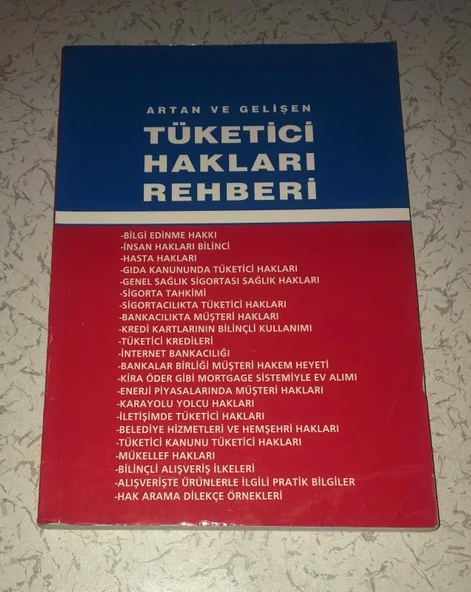 ARTAN VE GELİŞEN
TÜKETİCİ
HAKLARI
REHBERİ
-BİLGİ EDİNME HAKKI
-İNSAN HAKLARI BİLİNCİ
-HASTA HAKLARI
-GIDA KANUNUNDA TÜKETİCİ HAKLARI
-GENEL SAĞLIK SİGORTASI SAĞLIK HAKLARI
-SİGORTA TAHKİMİ
-SİGORTACILIKTA TÜKETİCİ HAKLARI
-BANKACILIKTA MÜŞTERİ HAKLARI
-KREDİ KARTLARININ BİLİNÇLİ KULLANIMI
-TÜKETİCİ KREDİLERİ
-İNTERNET BANKACILIĞI
-BANKALAR BİRLİĞİ MÜŞTERİ HAKEM HEYETİ
-KİRA ÖDER GİBİ MORTGAGE SİSTEMİYLE EV ALIMI
-ENERJİ PİYASALARINDA MÜŞTERİ HAKLARI
-KARAYOLU YOLCU HAKLARI
-İLETİŞİMDE TÜKETİCİ HAKLARI
-BELEDİYE HİZMETLERİ VE HEMŞEHRİ HAKLARI
-TÜKETİCİ KANUNU TÜKETİCİ HAKLARI
-MÜKELLEF HAKLARI
-BİLİNÇLİ ALIŞVERİŞ İLKELERİ
-ALIŞVERİŞTE ÜRÜNLERLE İLGİLİ PRATİK BİLGİLER
-HAK ARAMA DİLEKÇE ÖRNEKLERİ